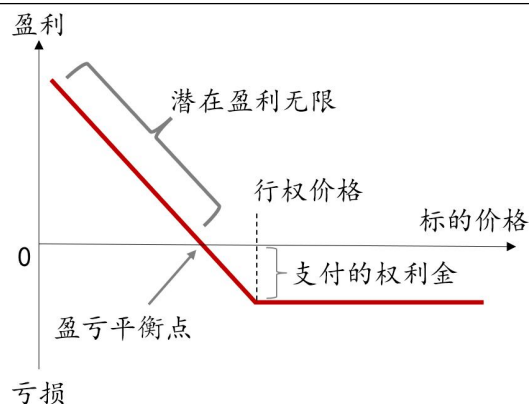 盈利
潜在盈利无限
行权价格
标的价格
0
支付的权利金
盈亏平衡点
亏损